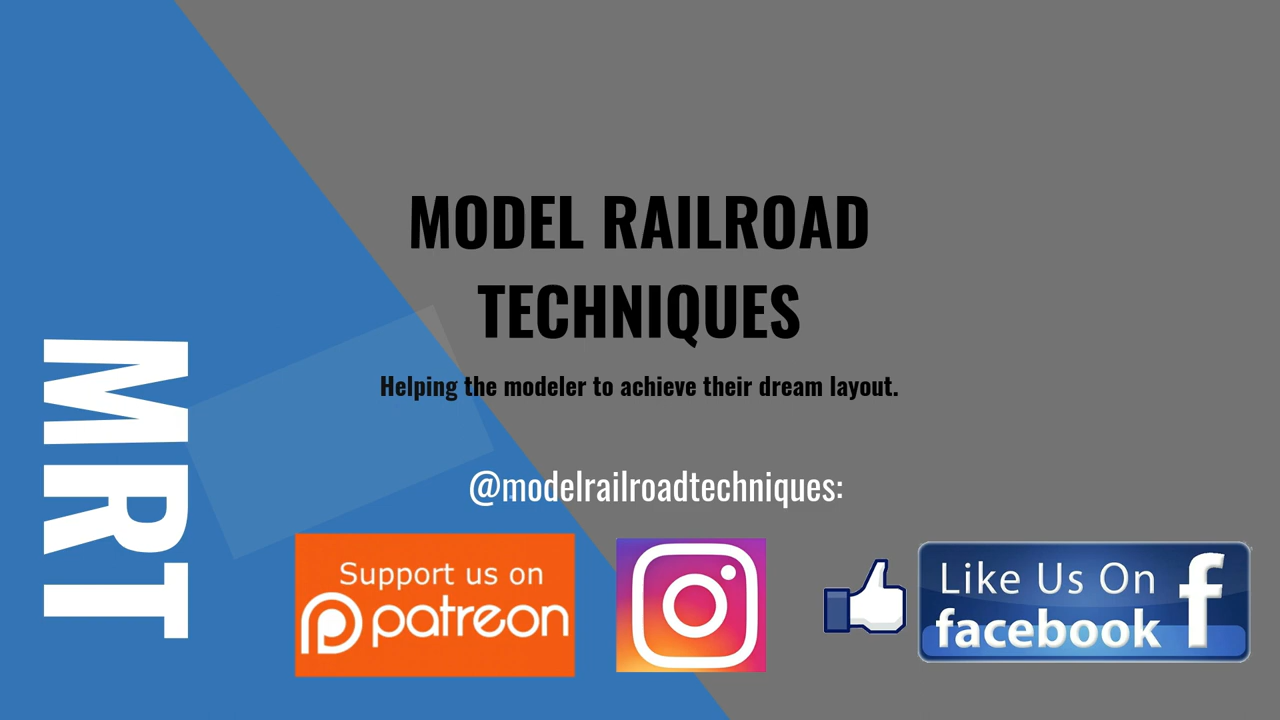 MODEL RAILROAD
TECHNIQUES
Helping the modeler to achieve their dream layout.
MRT
@modelrailroadtechniques:
Support us on
patreon
Like Us On
facebook
f